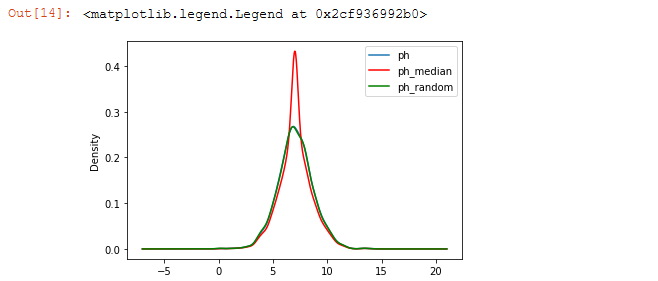 Out[14]: <matplotlib.legend.Legend at 0x2cf936992b0>
ph
ph_median
ph_random
0.4
0.3
0.2
0.1
0.0
Density
−5
0
5
10
15
20